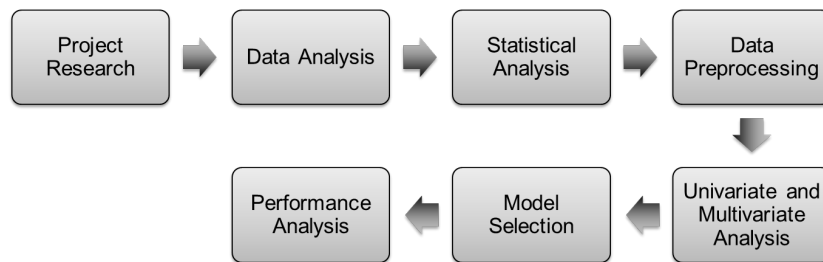 Project
Research
Data Analysis
Statistical
Analysis
Data
Preprocessing
Univariate and
Multivariate
Analysis
Model
Selection
Performance
Analysis